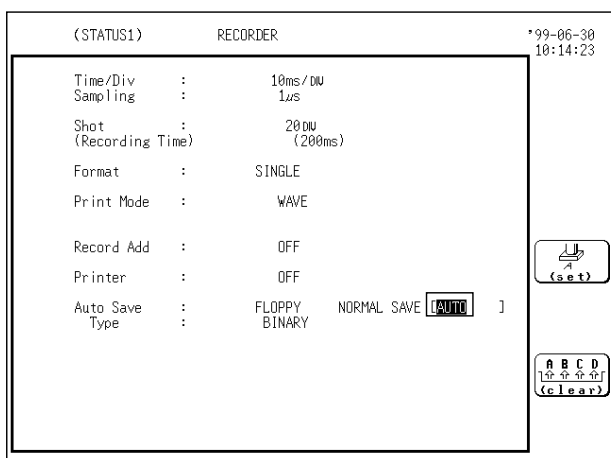 (STATUS1) RECORDER '99-06-30
10:14:23
Time/Div : 10ms/DIV
Sampling : 1µs
Shot : 20DIV
(Recording Time) (200ms)
Format : SINGLE
Print Mode : WAVE
Record Add : OFF
Printer : OFF
Auto Save : FLOPPY NORMAL SAVE [AUTO ]
Type : BINARY
A
(set)
A B C D
(clear)